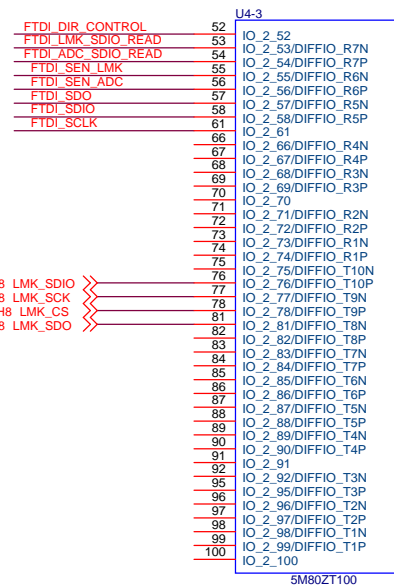 U4-3
FTDI_DIR_CONTROL 52 IO_2_52
FTDI_LMK_SDIO_READ 53 IO_2_53/DIFFIO_R7N
FTDI_ADC_SDIO_READ 54 IO_2_54/DIFFIO_R7P
FTDI_SEN_LMK 55 IO_2_55/DIFFIO_R6N
FTDI_SEN_ADC 56 IO_2_56/DIFFIO_R6P
FTDI_SDO 57 IO_2_57/DIFFIO_R5N
FTDI_SDIO 58 IO_2_58/DIFFIO_R5P
FTDI_SCLK 61 IO_2_61
66 IO_2_66/DIFFIO_R4N
67 IO_2_67/DIFFIO_R4P
68 IO_2_68/DIFFIO_R3N
69 IO_2_69/DIFFIO_R3P
70 IO_2_70
71 IO_2_71/DIFFIO_R2N
72 IO_2_72/DIFFIO_R2P
73 IO_2_73/DIFFIO_R1N
74 IO_2_74/DIFFIO_R1P
75 IO_2_75/DIFFIO_T10N
8 LMK_SDIO 76 IO_2_76/DIFFIO_T10P
8 LMK_SCK 77 IO_2_77/DIFFIO_T9N
H8 LMK_CS 78 IO_2_78/DIFFIO_T9P
8 LMK_SDO 81 IO_2_81/DIFFIO_T8N
82 IO_2_82/DIFFIO_T8P
83 IO_2_83/DIFFIO_T7N
84 IO_2_84/DIFFIO_T7P
85 IO_2_85/DIFFIO_T6N
86 IO_2_86/DIFFIO_T6P
87 IO_2_87/DIFFIO_T5N
88 IO_2_88/DIFFIO_T5P
89 IO_2_89/DIFFIO_T4N
90 IO_2_90/DIFFIO_T4P
91 IO_2_91
92 IO_2_92/DIFFIO_T3N
95 IO_2_95/DIFFIO_T3P
96 IO_2_96/DIFFIO_T2N
97 IO_2_97/DIFFIO_T2P
98 IO_2_98/DIFFIO_T1N
99 IO_2_99/DIFFIO_T1P
100 IO_2_100
5M80ZT100